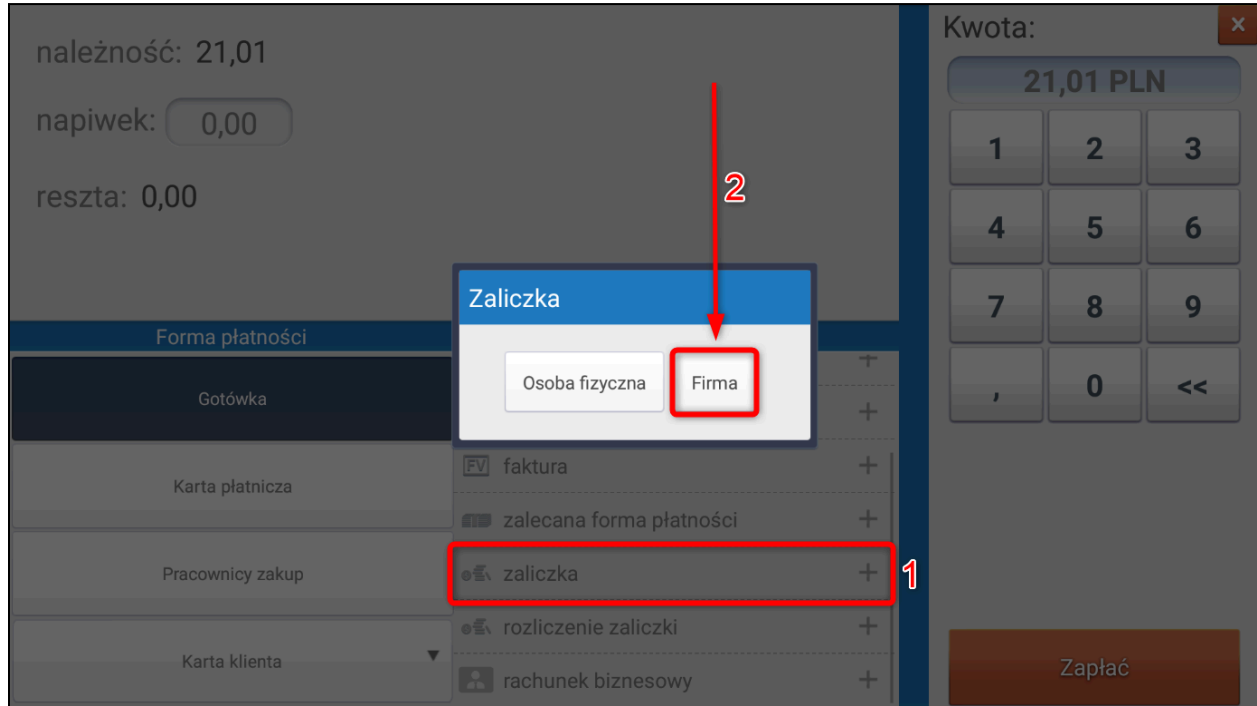 należność: 21,01
napiwek: 0,00
reszta: 0,00
Kwota:
×
21,01 PLN
1 2 3
4 5 6
7 8 9
, 0 <<
Zapłać
2
Zaliczka
Osoba fizyczna Firma
Forma płatności
Gotówka
Karta płatnicza
Pracownicy zakup
Karta klienta ▼
+
+
FV faktura +
zalecana forma płatności +
zaliczka + 1
rozliczenie zaliczki +
rachunek biznesowy +